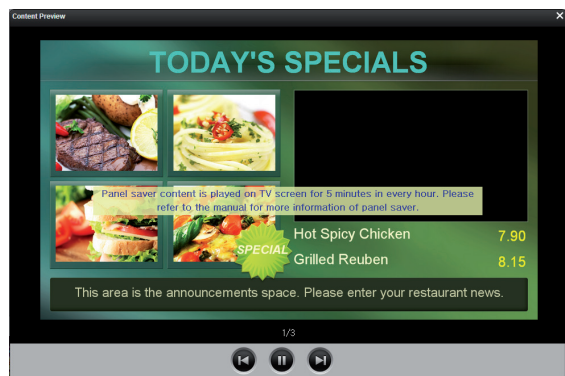 Content Preview
TODAY'S SPECIALS
Panel saver content is played on TV screen for 5 minutes in every hour. Please
refer to the manual for more information of panel saver.
SPECIAL
Hot Spicy Chicken 7.90
Grilled Reuben 8.15
This area is the announcements space. Please enter your restaurant news.
1/3